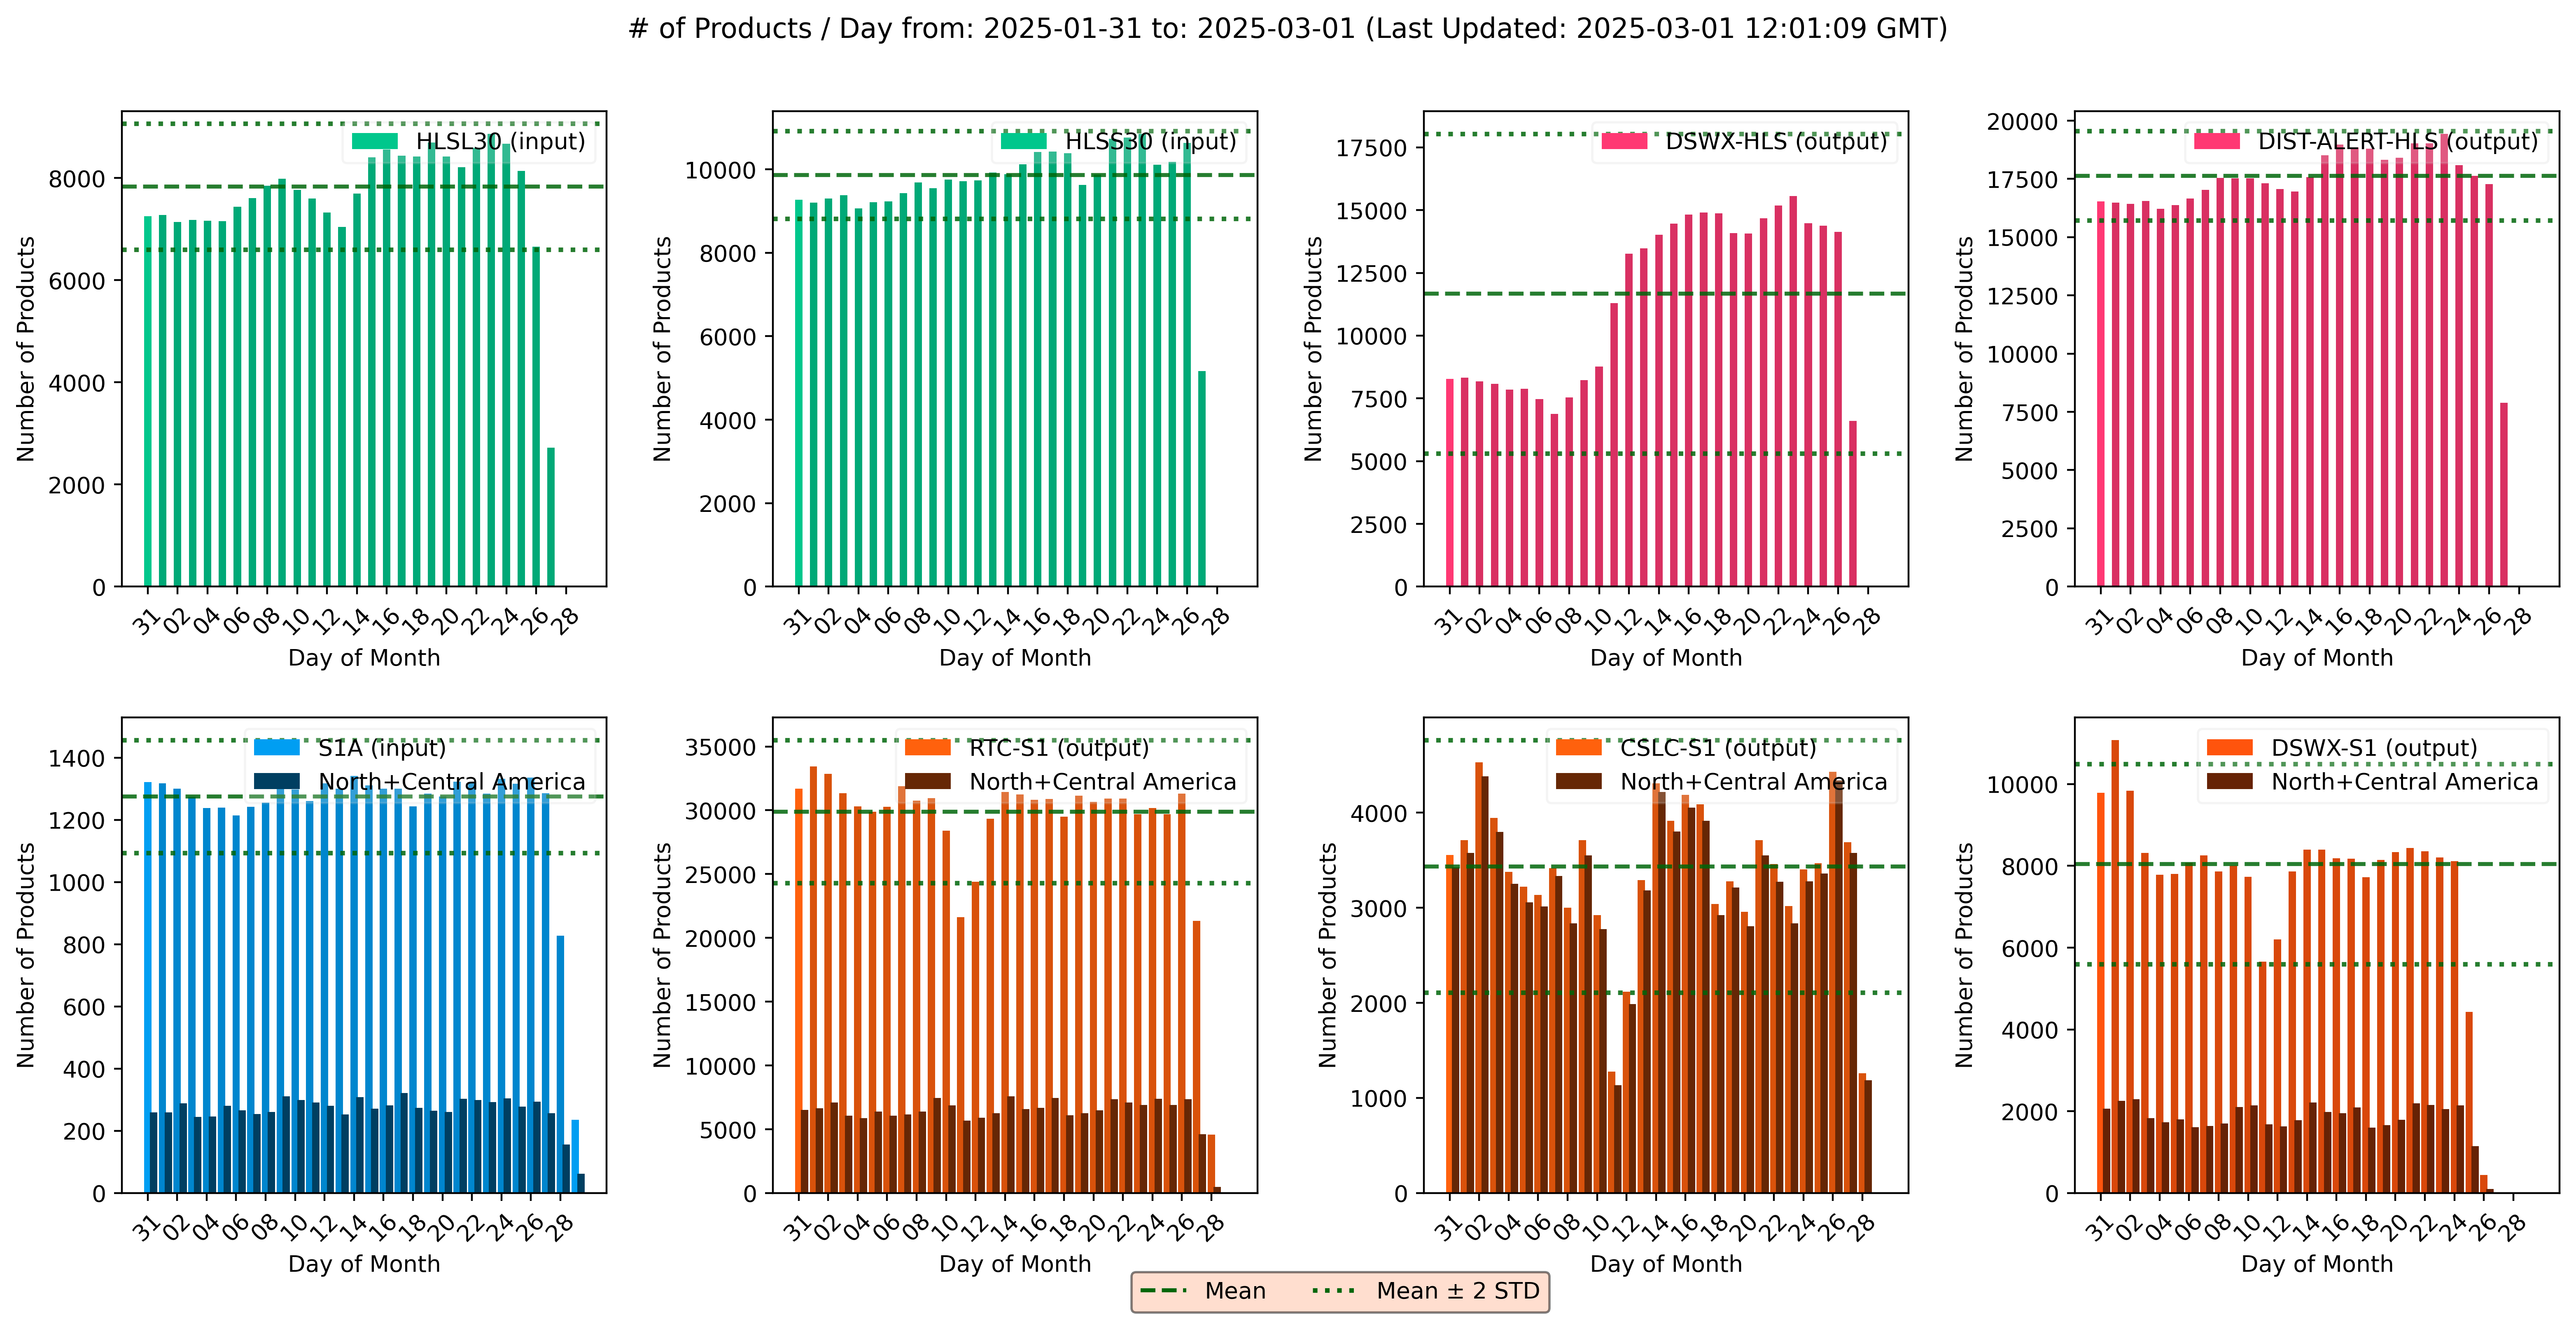 # of Products / Day from: 2025-01-31 to: 2025-03-01 (Last Updated: 2025-03-01 12:01:09 GMT)
HLSL30 (input)
Number of Products
8000
6000
4000
2000
0
31 02 04 06 08 10 12 14 16 18 20 22 24 26 28
Day of Month
HLSS30 (input)
Number of Products
10000
8000
6000
4000
2000
0
31 02 04 06 08 10 12 14 16 18 20 22 24 26 28
Day of Month
DSWX-HLS (output)
Number of Products
17500
15000
12500
10000
7500
5000
2500
0
31 02 04 06 08 10 12 14 16 18 20 22 24 26 28
Day of Month
DIST-ALERT-HLS (output)
Number of Products
20000
17500
15000
12500
10000
7500
5000
2500
0
31 02 04 06 08 10 12 14 16 18 20 22 24 26 28
Day of Month
S1A (input)
North+Central America
Number of Products
1400
1200
1000
800
600
400
200
0
31 02 04 06 08 10 12 14 16 18 20 22 24 26 28
Day of Month
RTC-S1 (output)
North+Central America
Number of Products
35000
30000
25000
20000
15000
10000
5000
0
31 02 04 06 08 10 12 14 16 18 20 22 24 26 28
Day of Month
CSLC-S1 (output)
North+Central America
Number of Products
4000
3000
2000
1000
0
31 02 04 06 08 10 12 14 16 18 20 22 24 26 28
Day of Month
DSWX-S1 (output)
North+Central America
Number of Products
10000
8000
6000
4000
2000
0
31 02 04 06 08 10 12 14 16 18 20 22 24 26 28
Day of Month
Mean
Mean ± 2 STD